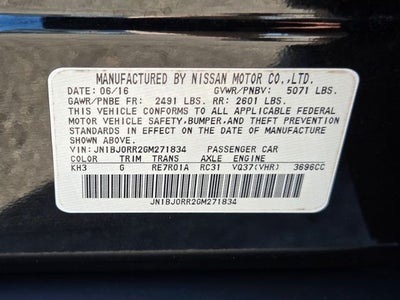 MANUFACTURED BY NISSAN MOTOR CO.,LTD.
DATE: 06/16 GVWR/PNBV: 5071 LBS.
GAWR/PNBE FR: 2491 LBS. RR: 2601 LBS.
THIS VEHICLE CONFORMS TO ALL APPLICABLE FEDERAL
MOTOR VEHICLE SAFETY, BUMPER, AND THEFT PREVENTION
STANDARDS IN EFFECT ON THE DATE OF MANUFACTURE
SHOWN ABOVE.
VIN: JN1BJ0RR2GM271834 PASSENGER CAR
COLOR TRIM TRANS AXLE ENGINE
KH3 G RE7R01A RC31 VQ37(VHR) 3696CC
JN1BJ0RR2GM271834